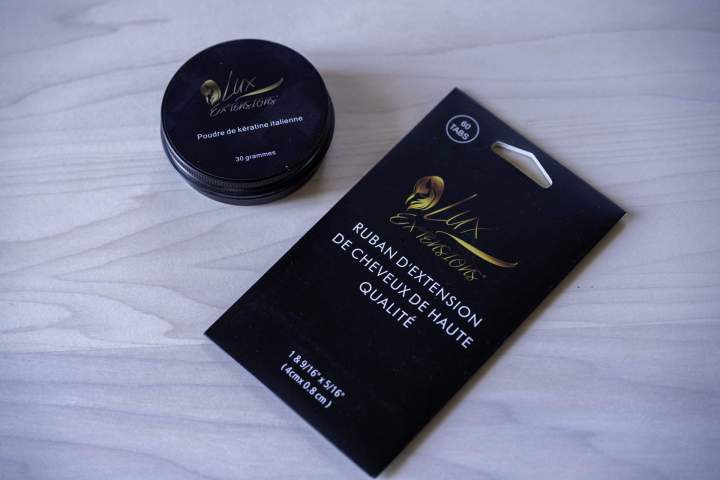 Lux
EXTENSIONS
Poudre de kératine italienne
30 grammes
60
TABS
Lux
EXTENSIONS
RUBAN D'EXTENSION
DE CHEVEUX DE HAUTE
QUALITÉ
1 & 9/16" x 5/16"
( 4cmx 0.8 cm )